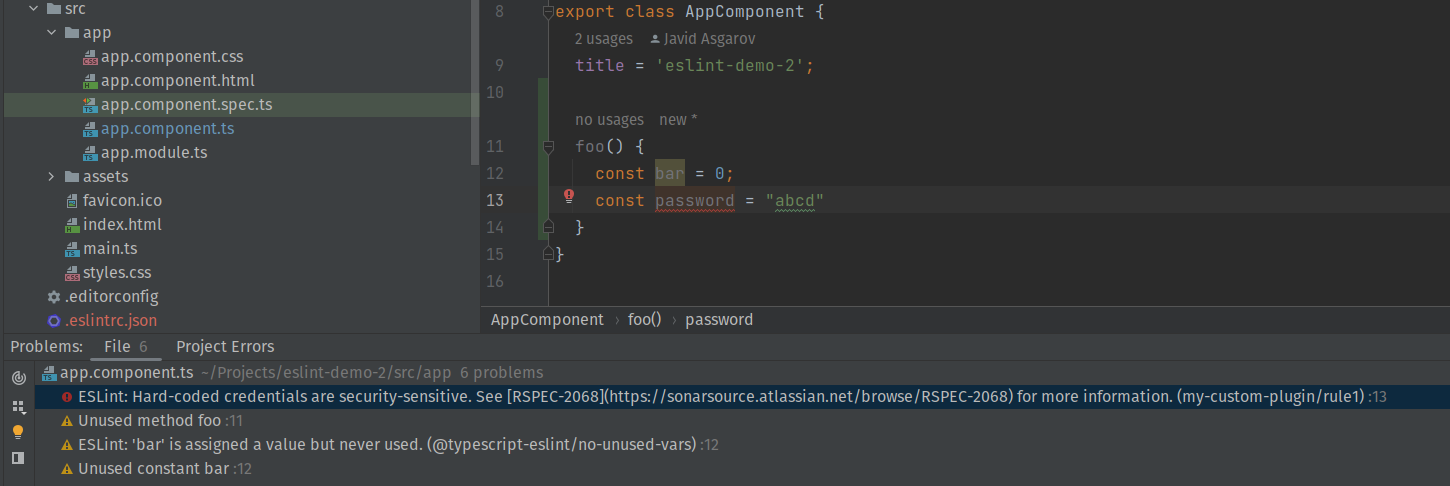 src
app
app.component.css
app.component.html
app.component.spec.ts
app.component.ts
app.module.ts
assets
favicon.ico
index.html
main.ts
styles.css
.editorconfig
.eslintrc.json
8 export class AppComponent {
2 usages Javid Asgarov
9 title = 'eslint-demo-2';
10
no usages new *
11 foo() {
12 const bar = 0;
13 const password = "abcd"
14 }
15 }
16
AppComponent › foo() › password
Problems: File 6 Project Errors
app.component.ts ~/Projects/eslint-demo-2/src/app 6 problems
ESLint: Hard-coded credentials are security-sensitive. See [RSPEC-2068](https://sonarsource.atlassian.net/browse/RSPEC-2068) for more information. (my-custom-plugin/rule1) :13
Unused method foo :11
ESLint: 'bar' is assigned a value but never used. (@typescript-eslint/no-unused-vars) :12
Unused constant bar :12